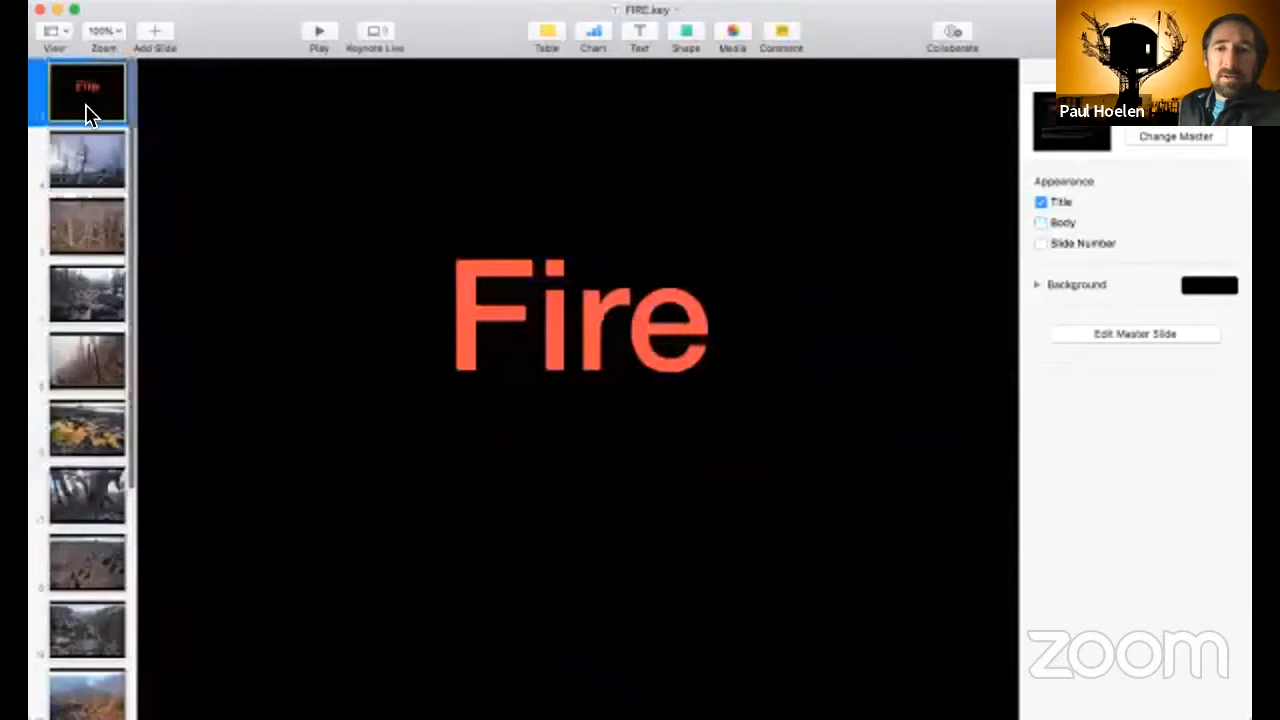 FIRE.key
100%
View
Zoom
Add Slide
Play
Keynote Live
Table
Chart
Text
Shape
Media
Comment
Collaborate
Paul Hoelen
Fire
Change Master
Appearance
Title
Body
Slide Number
Background
Edit Master Slide
Fire
zoom